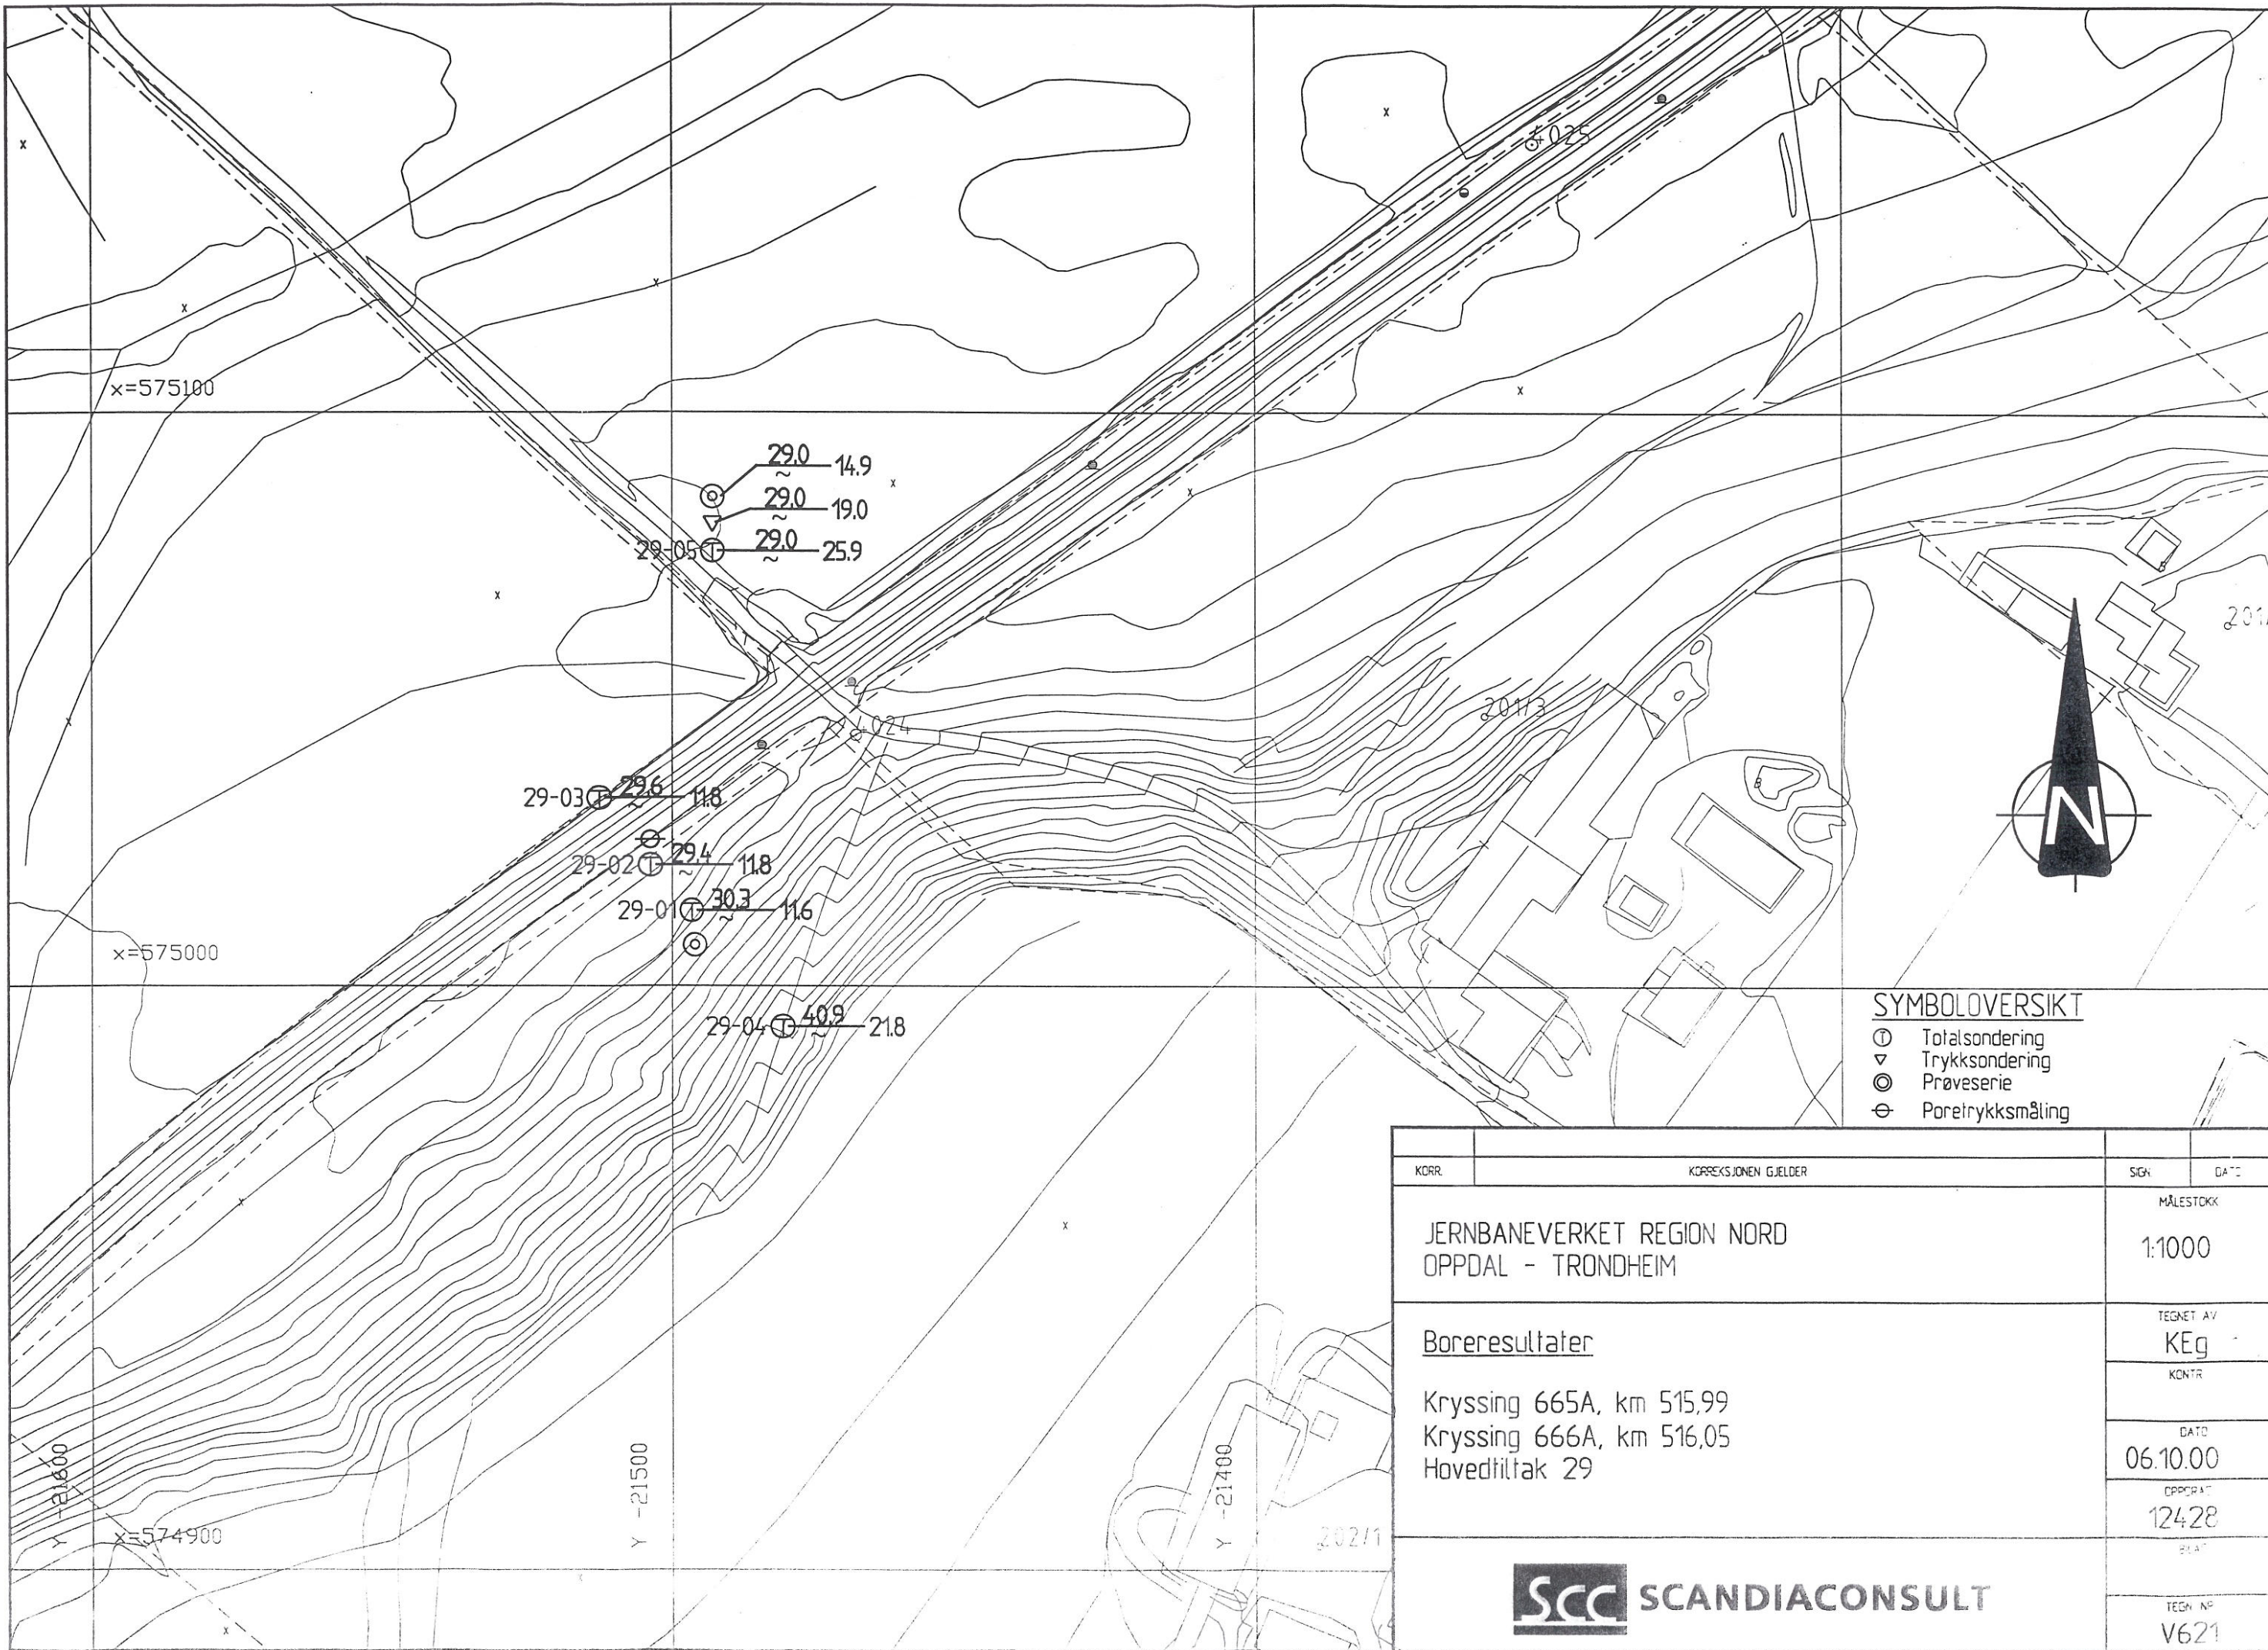 4025
x=575100
29.0 14.9
29.0 19.0
29-05 T 29.0 25.9
201/3
4024
29-03 T 29.6 11.8
29-02 T 29.4 11.8
29-01 T 30.3 11.6
x=575000
29-04 T 40.9 21.8
N
SYMBOLOVERSIKT
T Totalsondering
Trykksondering
Prøveserie
Poretrykksmåling
KORR. KORREKSJONEN GJELDER SIGN. DATO
JERNBANEVERKET REGION NORD
OPPDAL - TRONDHEIM
MÅLESTOKK
1:1000
Boreresultater
Kryssing 665A, km 515,99
Kryssing 666A, km 516,05
Hovedtiltak 29
TEGNET AV
KEg
KONTR
DATO
06.10.00
OPPDRAG
12428
TEGN NR
V621
Y -21600
Y -21500
Y -21400
x=574900
202/1
SCC SCANDIACONSULT